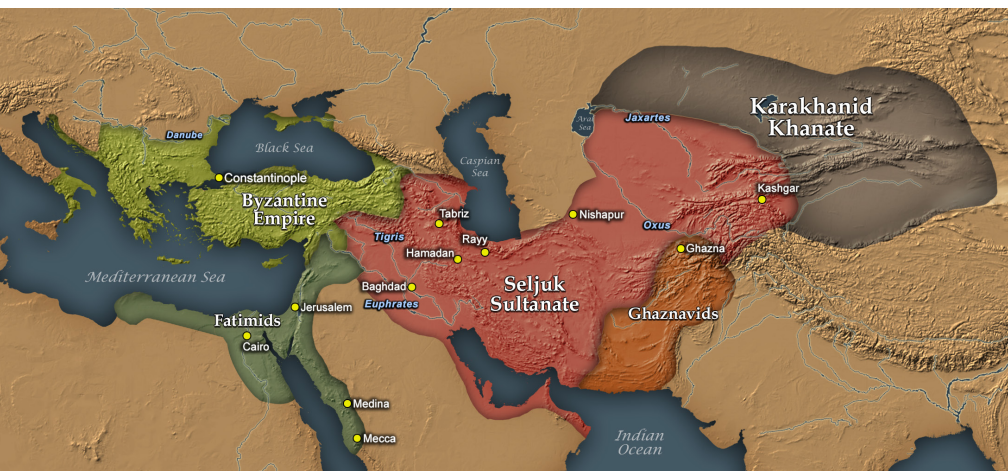 Karakhanid
Khanate
Aral
Sea
Jaxartes
Danube
Black Sea
Caspian
Sea
Constantinople
Kashgar
Byzantine
Empire
Tabriz
Nishapur
Tigris
Rayy
Oxus
Hamadan
Ghazna
Mediterranean Sea
Baghdad
Seljuk
Sultanate
Euphrates
Jerusalem
Ghaznavids
Fatimids
Cairo
Medina
Mecca
Indian
Ocean